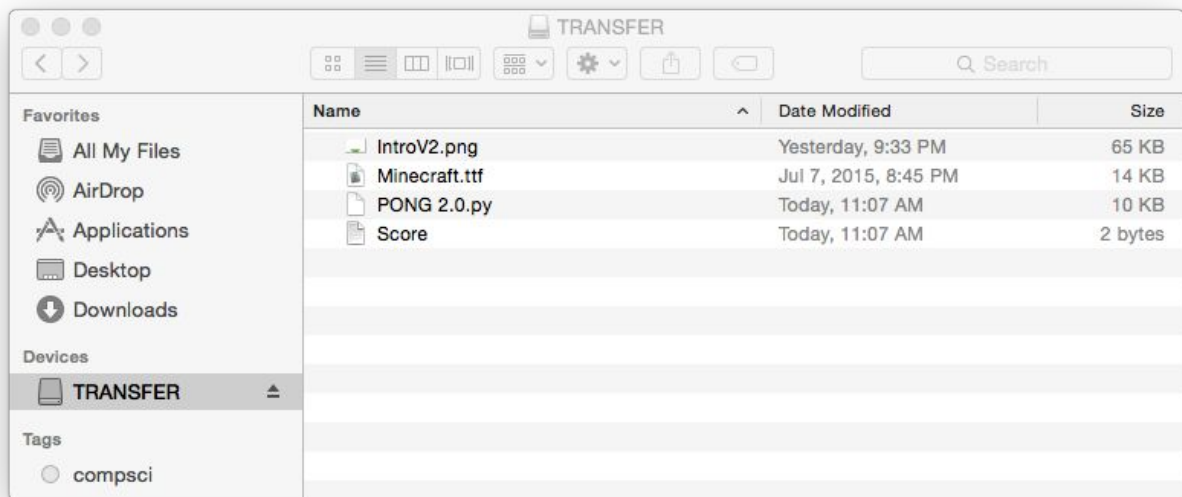 TRANSFER
Search
Favorites
All My Files
AirDrop
Applications
Desktop
Downloads
Devices
TRANSFER
Tags
compsci
Name Date Modified Size
IntroV2.png Yesterday, 9:33 PM 65 KB
Minecraft.ttf Jul 7, 2015, 8:45 PM 14 KB
PONG 2.0.py Today, 11:07 AM 10 KB
Score Today, 11:07 AM 2 bytes